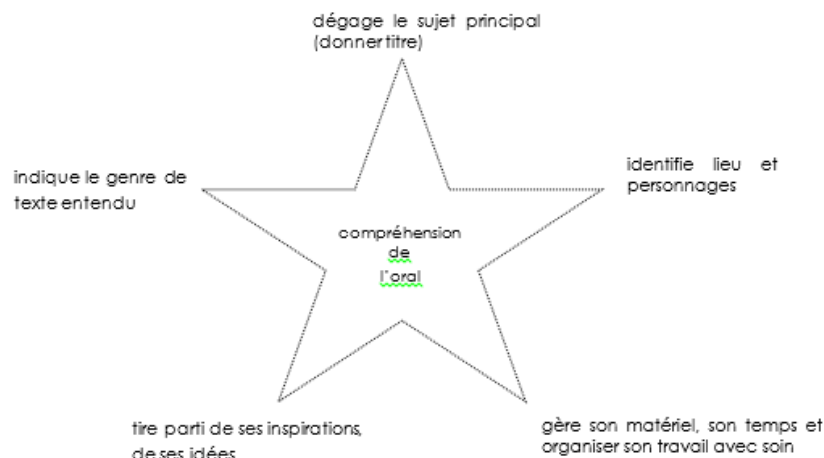 dégage le sujet principal
(donner titre)
indique le genre de
texte entendu
identifie lieu et
personnages
compréhension
de
l'oral
tire parti de ses inspirations,
de ses idées
gère son matériel, son temps et
organiser son travail avec soin